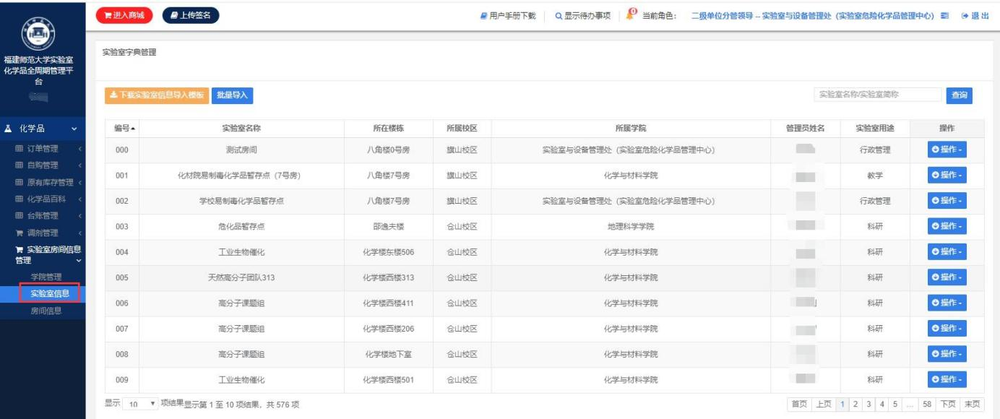 进入商城 上传签名 用户手册下载 显示待办事项 0 当前角色： 二级单位分管领导 -- 实验室与设备管理处（实验室危险化学品管理中心） 退出
福建师范大学实验室
化学品全周期管理平
台
化学品
订单管理
自购管理
原有库存管理
化学品百科
台账管理
调剂管理
实验室房间信息
管理
学院管理
实验室信息
房间信息
实验室字典管理
下载实验室信息导入模板 批量导入 实验室名称/实验室简称 查询
编号 实验室名称 所在楼栋 所属校区 所属学院 管理员姓名 实验室用途 操作
000 测试房间 八角楼0号房 旗山校区 实验室与设备管理处（实验室危险化学品管理中心） 行政管理 操作
001 化材院易制毒化学品暂存点（7号房） 八角楼7号房 旗山校区 化学与材料学院 教学 操作
002 学校易制毒化学品暂存点 八角楼7号房 旗山校区 实验室与设备管理处（实验室危险化学品管理中心） 行政管理 操作
003 危化品暂存点 邵逸夫楼 仓山校区 地理科学学院 科研 操作
004 工业生物催化 化学楼东楼506 仓山校区 化学与材料学院 科研 操作
005 天然高分子团队313 化学楼西楼313 仓山校区 化学与材料学院 科研 操作
006 高分子课题组 化学楼西楼411 仓山校区 化学与材料学院 科研 操作
007 高分子课题组 化学楼西楼206 仓山校区 化学与材料学院 科研 操作
008 高分子课题组 化学楼地下室 仓山校区 化学与材料学院 科研 操作
009 工业生物催化 化学楼西楼501 仓山校区 化学与材料学院 科研 操作
显示 10 项结果显示第 1 至 10 项结果，共 576 项 首页 上页 1 2 3 4 5 ... 58 下页 末页